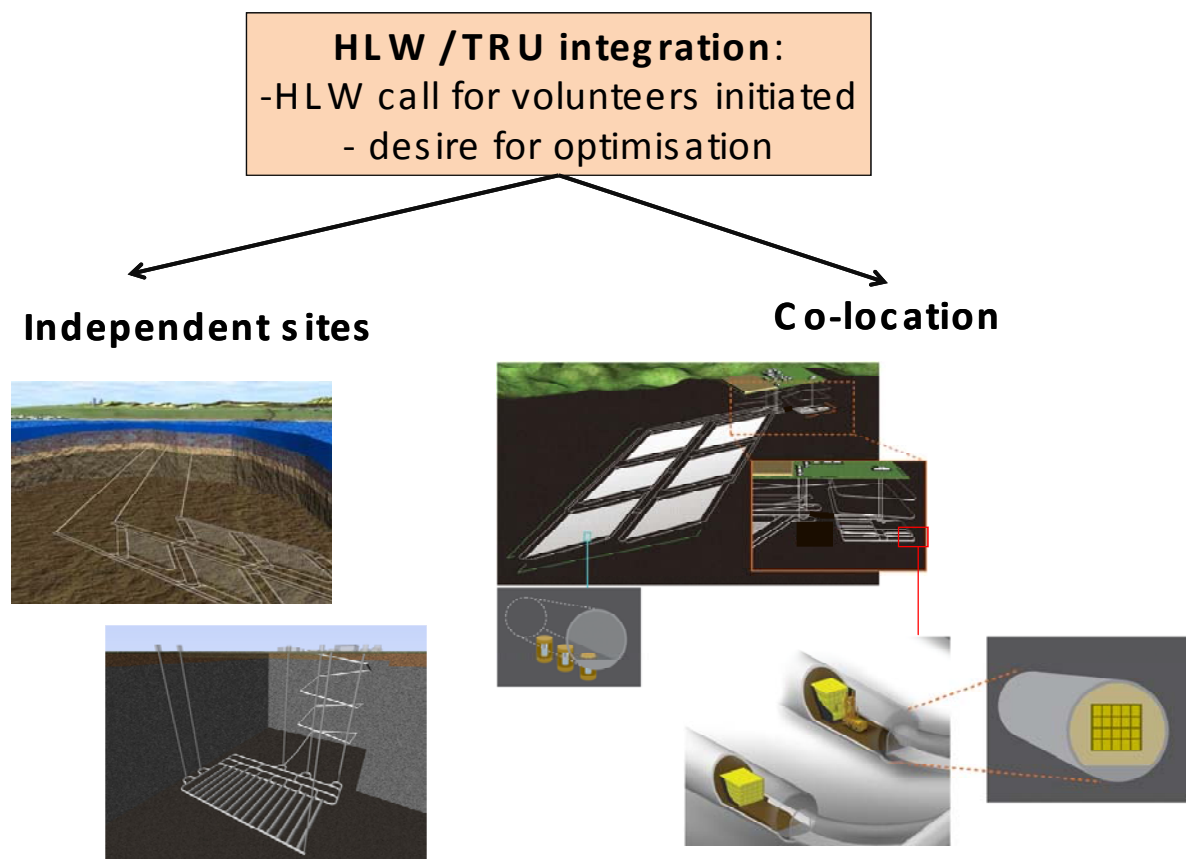 HLW /TRU integration:
-HLW call for volunteers initiated
- desire for optimisation
Independent sites
Co-location